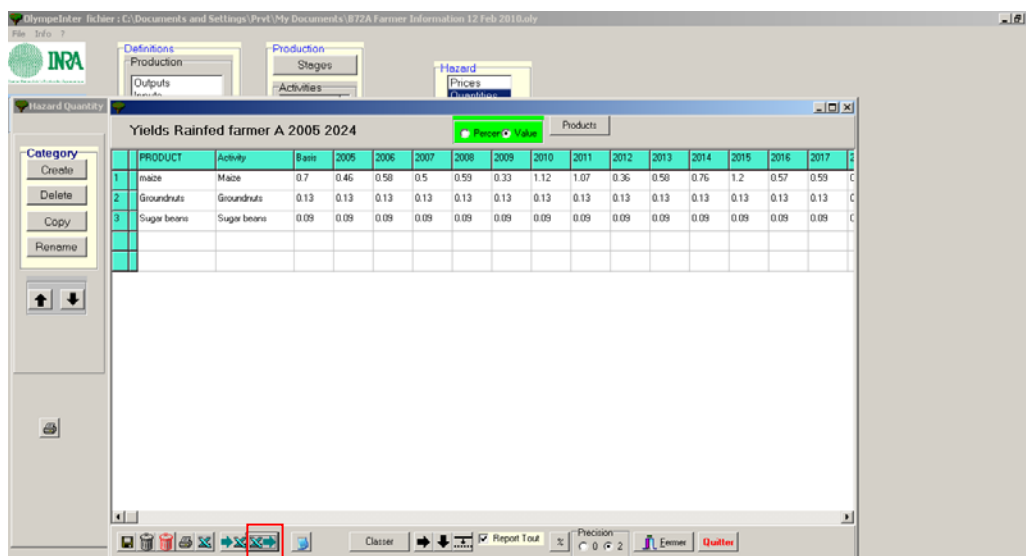 OlympeInter fichier : C:\Documents and Settings\Prvt\My Documents\B72A Farmer Information 12 Feb 2010.oly
File Info ?
INRA
Definitions
Production
Outputs
Production
Stages
Activities
Hazard
Prices
Quantities
Hazard Quantity
Category
Create
Delete
Copy
Rename
Yields Rainfed farmer A 2005 2024
Percen Value
Products
PRODUCT Activity Basis 2005 2006 2007 2008 2009 2010 2011 2012 2013 2014 2015 2016 2017
1 maize Maize 0.7 0.46 0.58 0.5 0.59 0.33 1.12 1.07 0.36 0.58 0.76 1.2 0.57 0.59
2 Groundnuts Groundnuts 0.13 0.13 0.13 0.13 0.13 0.13 0.13 0.13 0.13 0.13 0.13 0.13 0.13 0.13
3 Sugar beans Sugar beans 0.09 0.09 0.09 0.09 0.09 0.09 0.09 0.09 0.09 0.09 0.09 0.09 0.09 0.09
Classer
Report Tout
%
Precision
0 2
Fermer
Quitter